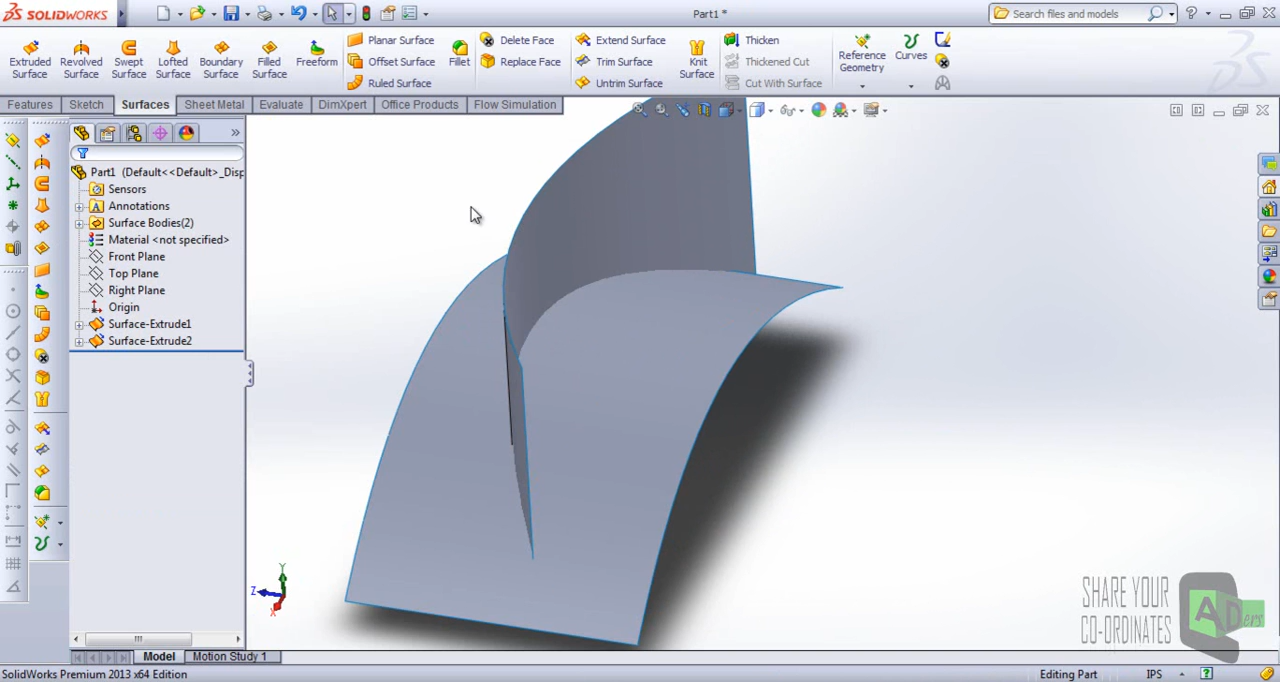 SOLIDWORKS
Part1 *
Search files and models
Extruded Surface
Revolved Surface
Swept Surface
Lofted Surface
Boundary Surface
Filled Surface
Freeform
Planar Surface
Offset Surface
Ruled Surface
Fillet
Delete Face
Replace Face
Extend Surface
Trim Surface
Untrim Surface
Knit Surface
Thicken
Thickened Cut
Cut With Surface
Reference Geometry
Curves
Features
Sketch
Surfaces
Sheet Metal
Evaluate
DimXpert
Office Products
Flow Simulation
Part1 (Default<<Default>_Disp
Sensors
Annotations
Surface Bodies(2)
Material <not specified>
Front Plane
Top Plane
Right Plane
Origin
Surface-Extrude1
Surface-Extrude2
Y
Z
X
SHARE YOUR
CO-ORDINATES
ADers
Model
Motion Study 1
SolidWorks Premium 2013 x64 Edition
Editing Part
IPS